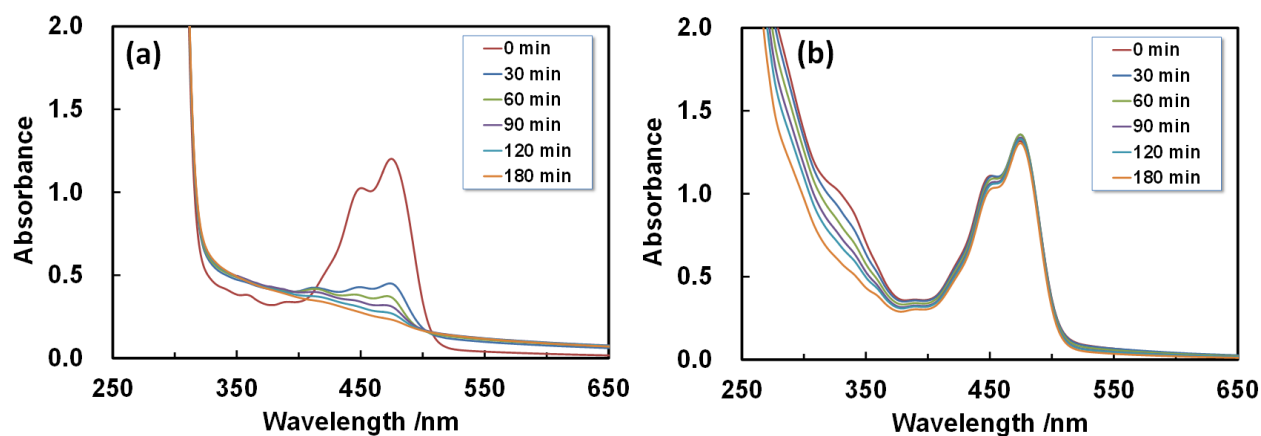 (a)
2.0
1.5
1.0
0.5
0.0
Absorbance
250 350 450 550 650
Wavelength /nm
0 min
30 min
60 min
90 min
120 min
180 min
(b)
2.0
1.5
1.0
0.5
0.0
Absorbance
250 350 450 550 650
Wavelength /nm
0 min
30 min
60 min
90 min
120 min
180 min